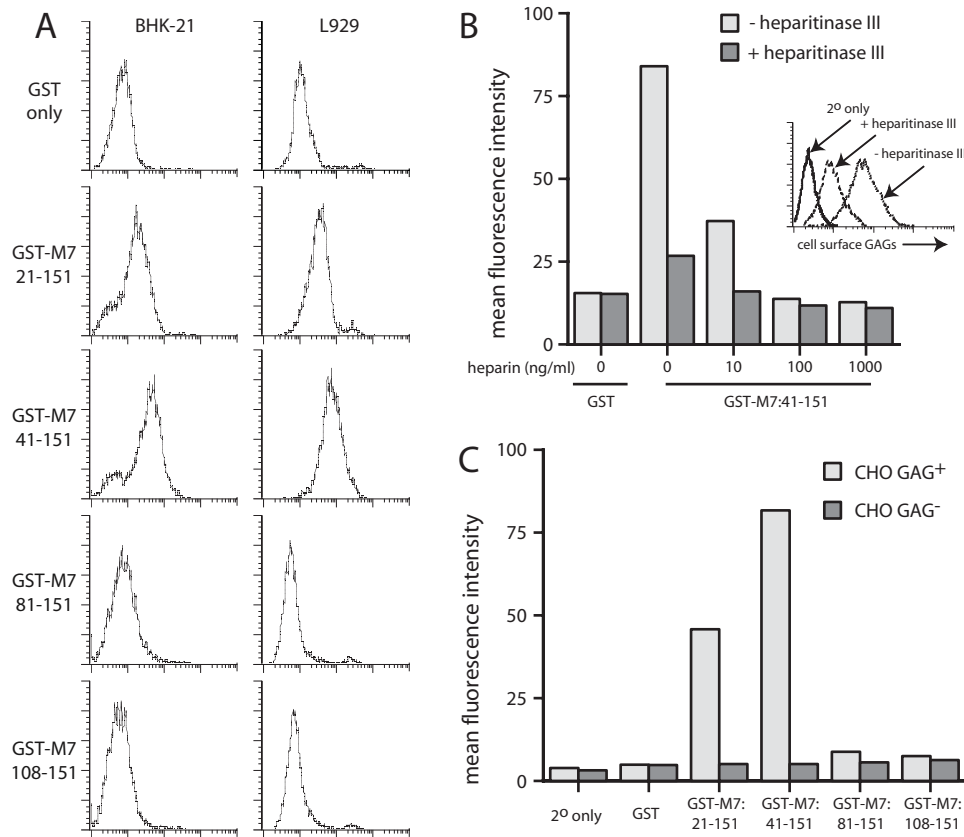 A
BHK-21
L929
GST
only
GST-M7
21-151
GST-M7
41-151
GST-M7
81-151
GST-M7
108-151
B
mean fluorescence intensity
100
75
50
25
0
- heparitinase III
+ heparitinase III
2º only
+ heparitinase III
- heparitinase III
cell surface GAGs
heparin (ng/ml)
0
0
10
100
1000
GST
GST-M7:41-151
C
mean fluorescence intensity
100
75
50
25
0
CHO GAG+
CHO GAG-
2º only
GST
GST-M7:
21-151
GST-M7:
41-151
GST-M7:
81-151
GST-M7:
108-151